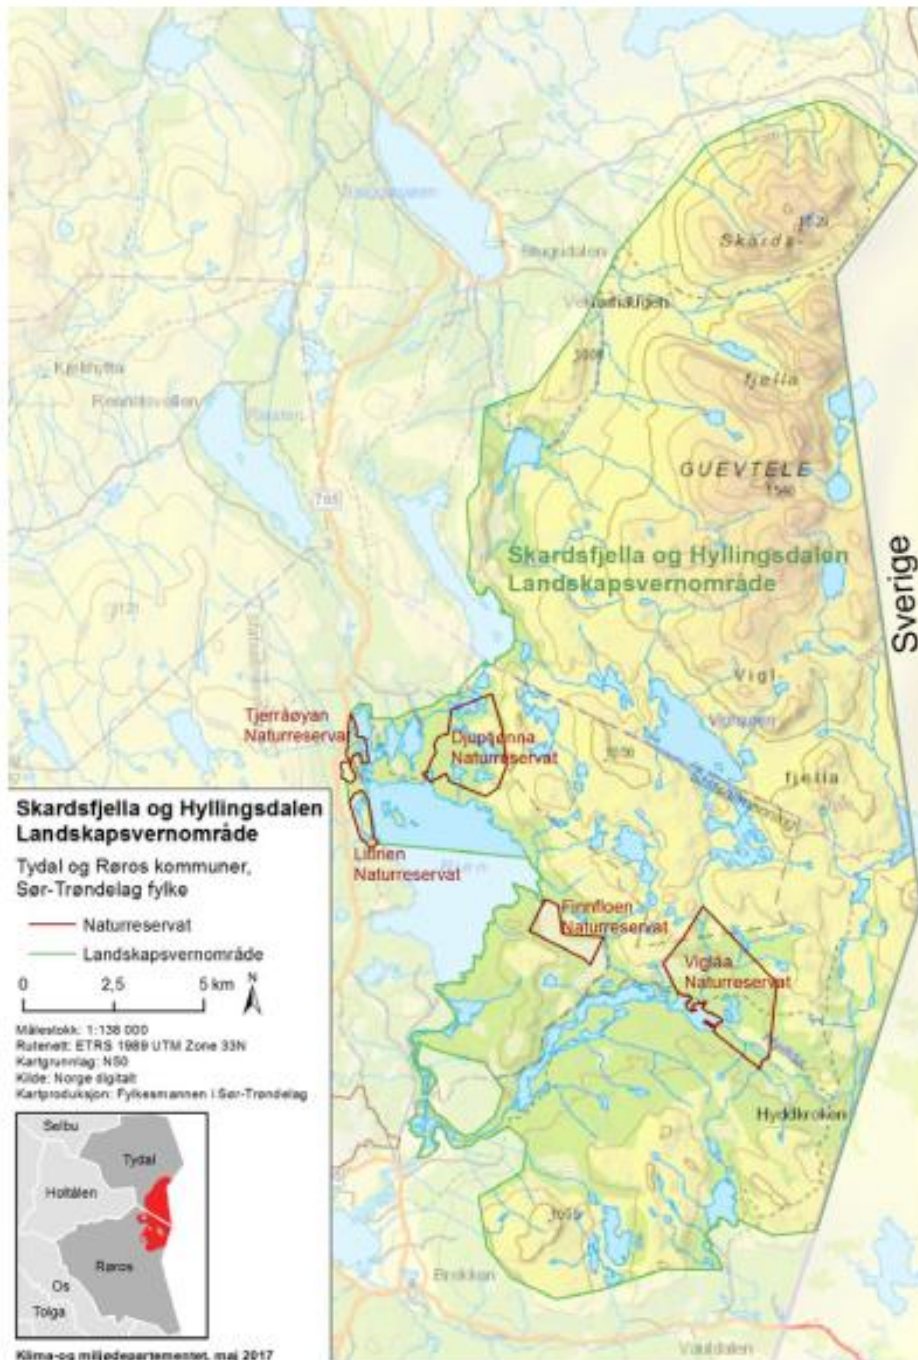 Stugudalen
Skards-
fjella
GUEVTELE
Skardsfjella og Hyllingsdalen
Landskapsvernområde
Sverige
705
Vigl
fjella
Tjerråøyan
Naturreservat
Djuptjønna
Naturreservat
Naturreservat
Finnfloen
Naturreservat
Viglåa
Naturreservat
Hyddkroken
Brekken
Vauldalen
Skardsfjella og Hyllingsdalen
Landskapsvernområde
Tydal og Røros kommuner,
Sør-Trøndelag fylke
Naturreservat
Landskapsvernområde
0 2,5 5 km N
Målestokk: 1:138 000
Rutenett: ETRS 1989 UTM Zone 33N
Kartgrunnlag: N50
Kilde: Norge digitalt
Kartproduksjon: Fylkesmannen i Sør-Trøndelag
Selbu
Tydal
Holtålen
Røros
Os
Tolga
Klima-og miljødepartementet, mai 2017